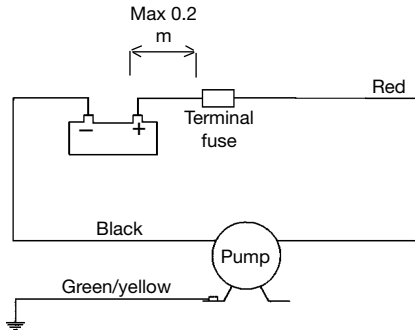 Max 0.2
m
Red
− +
Terminal
fuse
Black
Pump
Green/yellow